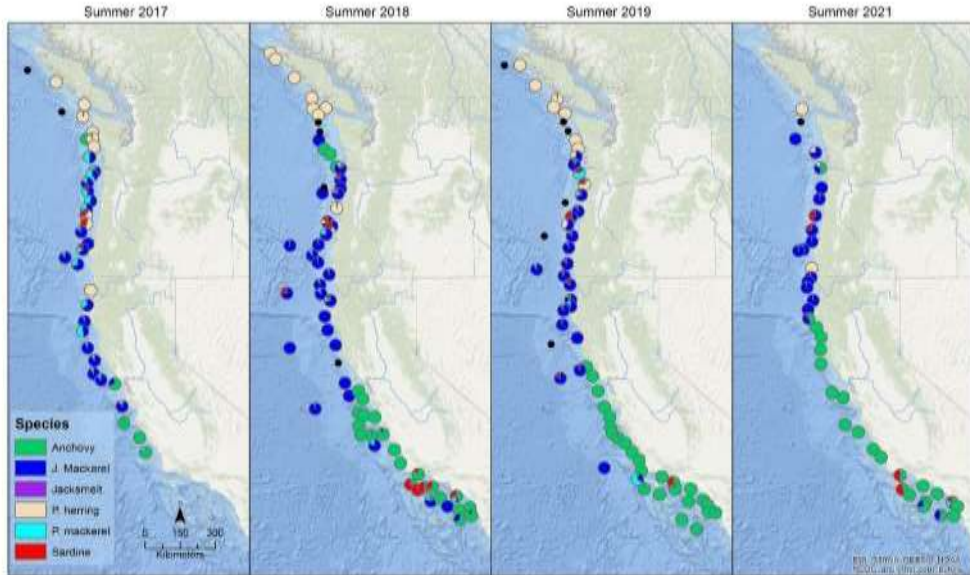 Summer 2017
Summer 2018
Summer 2019
Summer 2021
Species
Anchovy
J. Mackerel
Jacksmelt
P. herring
P. mackerel
Sardine
0 150 300
Kilometers